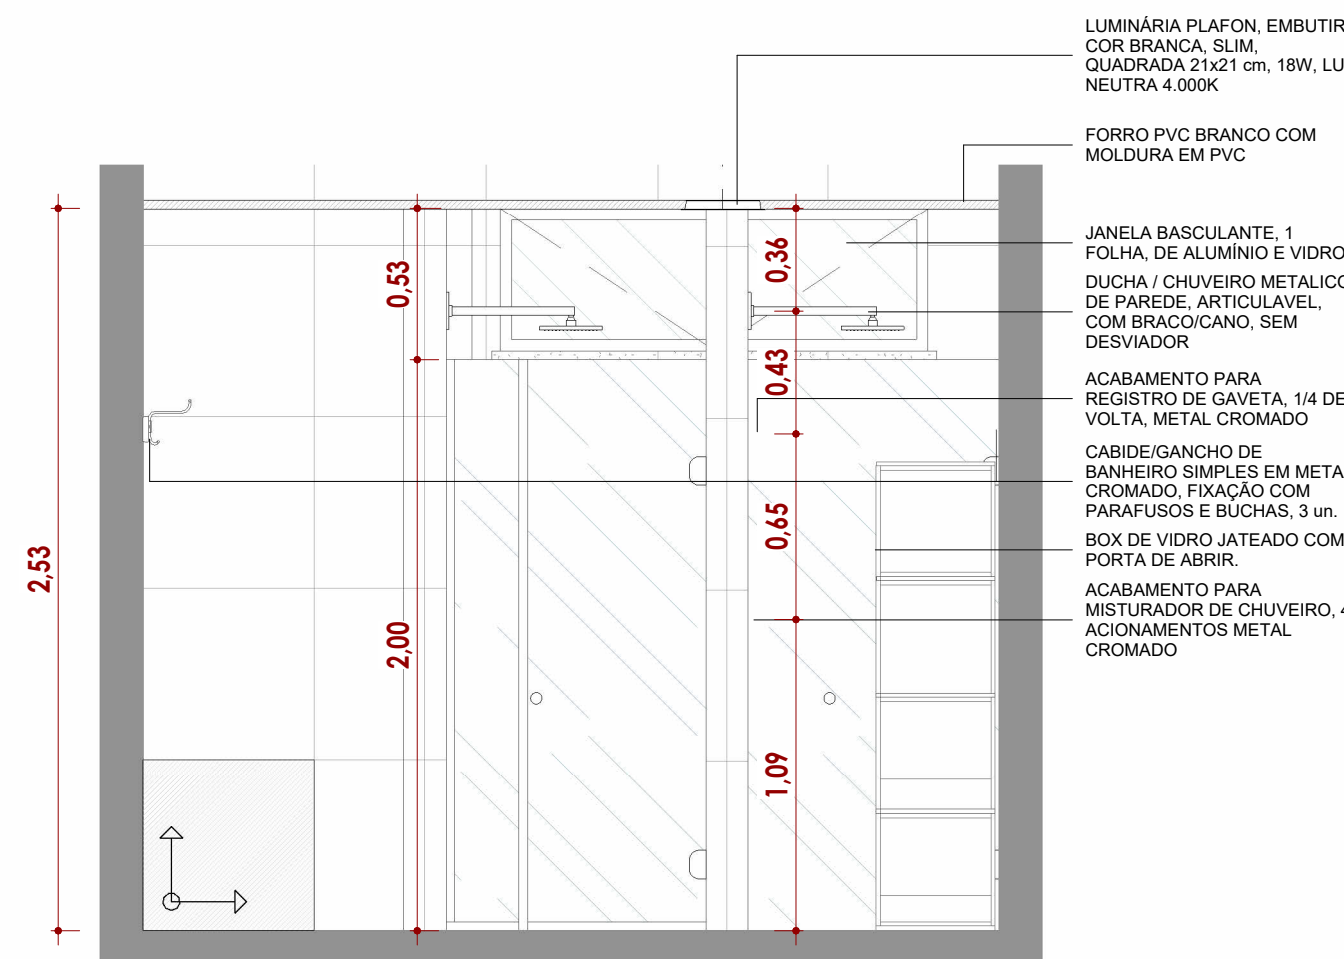 LUMINÁRIA PLAFON, EMBUTIR
COR BRANCA, SLIM,
QUADRADA 21x21 cm, 18W, LU
NEUTRA 4.000K
FORRO PVC BRANCO COM
MOLDURA EM PVC
JANELA BASCULANTE, 1
FOLHA, DE ALUMÍNIO E VIDRO
DUCHA / CHUVEIRO METALICO
DE PAREDE, ARTICULAVEL,
COM BRACO/CANO, SEM
DESVIADOR
ACABAMENTO PARA
REGISTRO DE GAVETA, 1/4 DE
VOLTA, METAL CROMADO
CABIDE/GANCHO DE
BANHEIRO SIMPLES EM META
CROMADO, FIXAÇÃO COM
PARAFUSOS E BUCHAS, 3 un.
BOX DE VIDRO JATEADO COM
PORTA DE ABRIR.
ACABAMENTO PARA
MISTURADOR DE CHUVEIRO, 4
ACIONAMENTOS METAL
CROMADO
2,53
0,53
2,00
0,36
0,43
0,65
1,09